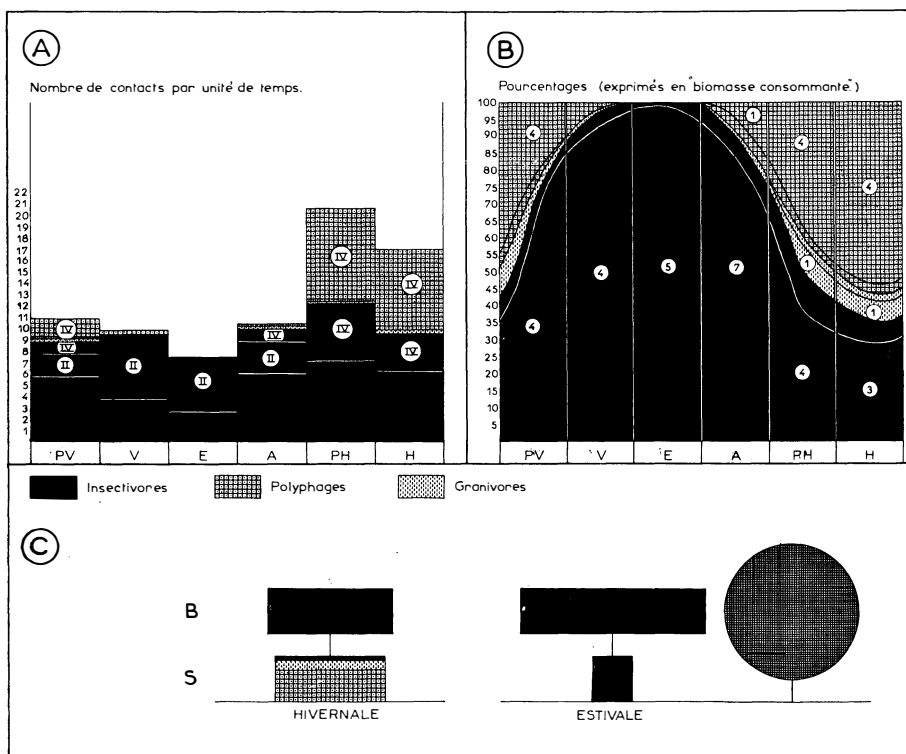 A
Nombre de contacts par unité de temps.
22
21
20
19
18
17
16
15
14
13
12
11
10
9
8
7
6
5
4
3
2
1
IV
IV
II
II
II
IV
II
IV
IV
IV
IV
PV V E A PH H
B
Pourcentages (exprimés en "biomasse consommante".)
100
95
90
85
80
75
70
65
60
55
50
45
40
35
30
25
20
15
10
5
4
1
4
4
4
5
7
1
1
4
4
3
PV V E A PH H
Insectivores Polyphages Granivores
C
B
S
HIVERNALE ESTIVALE